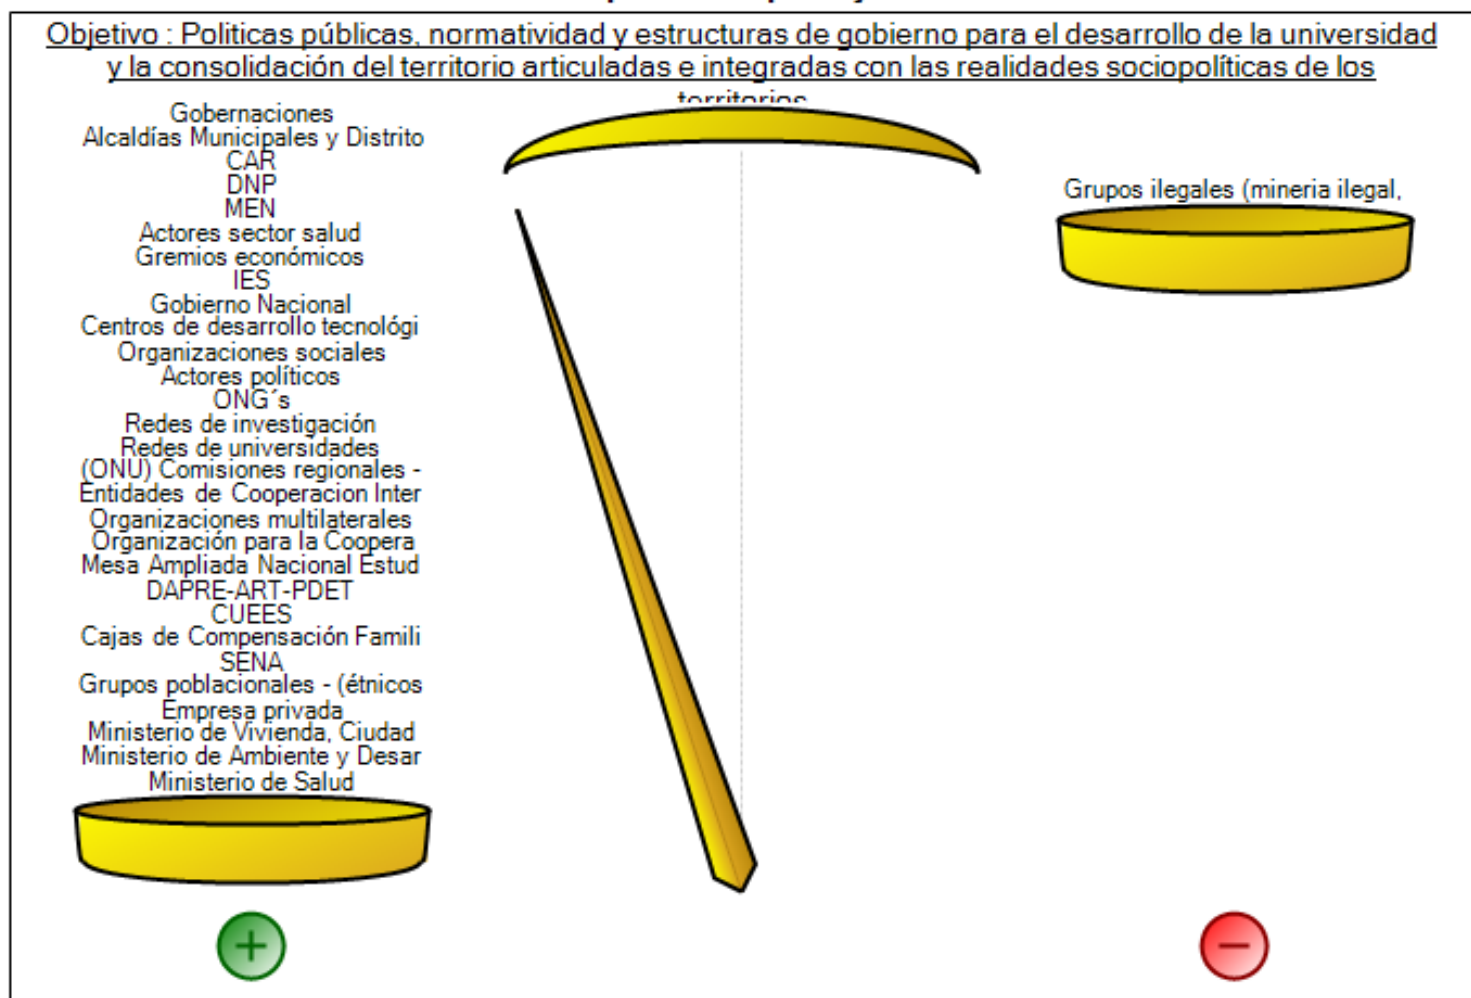 Objetivo : Politicas públicas, normatividad y estructuras de gobierno para el desarrollo de la universidad
y la consolidación del territorio articuladas e integradas con las realidades sociopolíticas de los
territorios
Gobernaciones
Alcaldías Municipales y Distrito
CAR
DNP
MEN
Actores sector salud
Gremios económicos
IES
Gobierno Nacional
Centros de desarrollo tecnológi
Organizaciones sociales
Actores políticos
ONG´s
Redes de investigación
Redes de universidades
(ONU) Comisiones regionales -
Entidades de Cooperacion Inter
Organizaciones multilaterales
Organización para la Coopera
Mesa Ampliada Nacional Estud
DAPRE-ART-PDET
CUEES
Cajas de Compensación Famili
SENA
Grupos poblacionales - (étnicos
Empresa privada
Ministerio de Vivienda, Ciudad
Ministerio de Ambiente y Desar
Ministerio de Salud
Grupos ilegales (mineria ilegal,
+
−